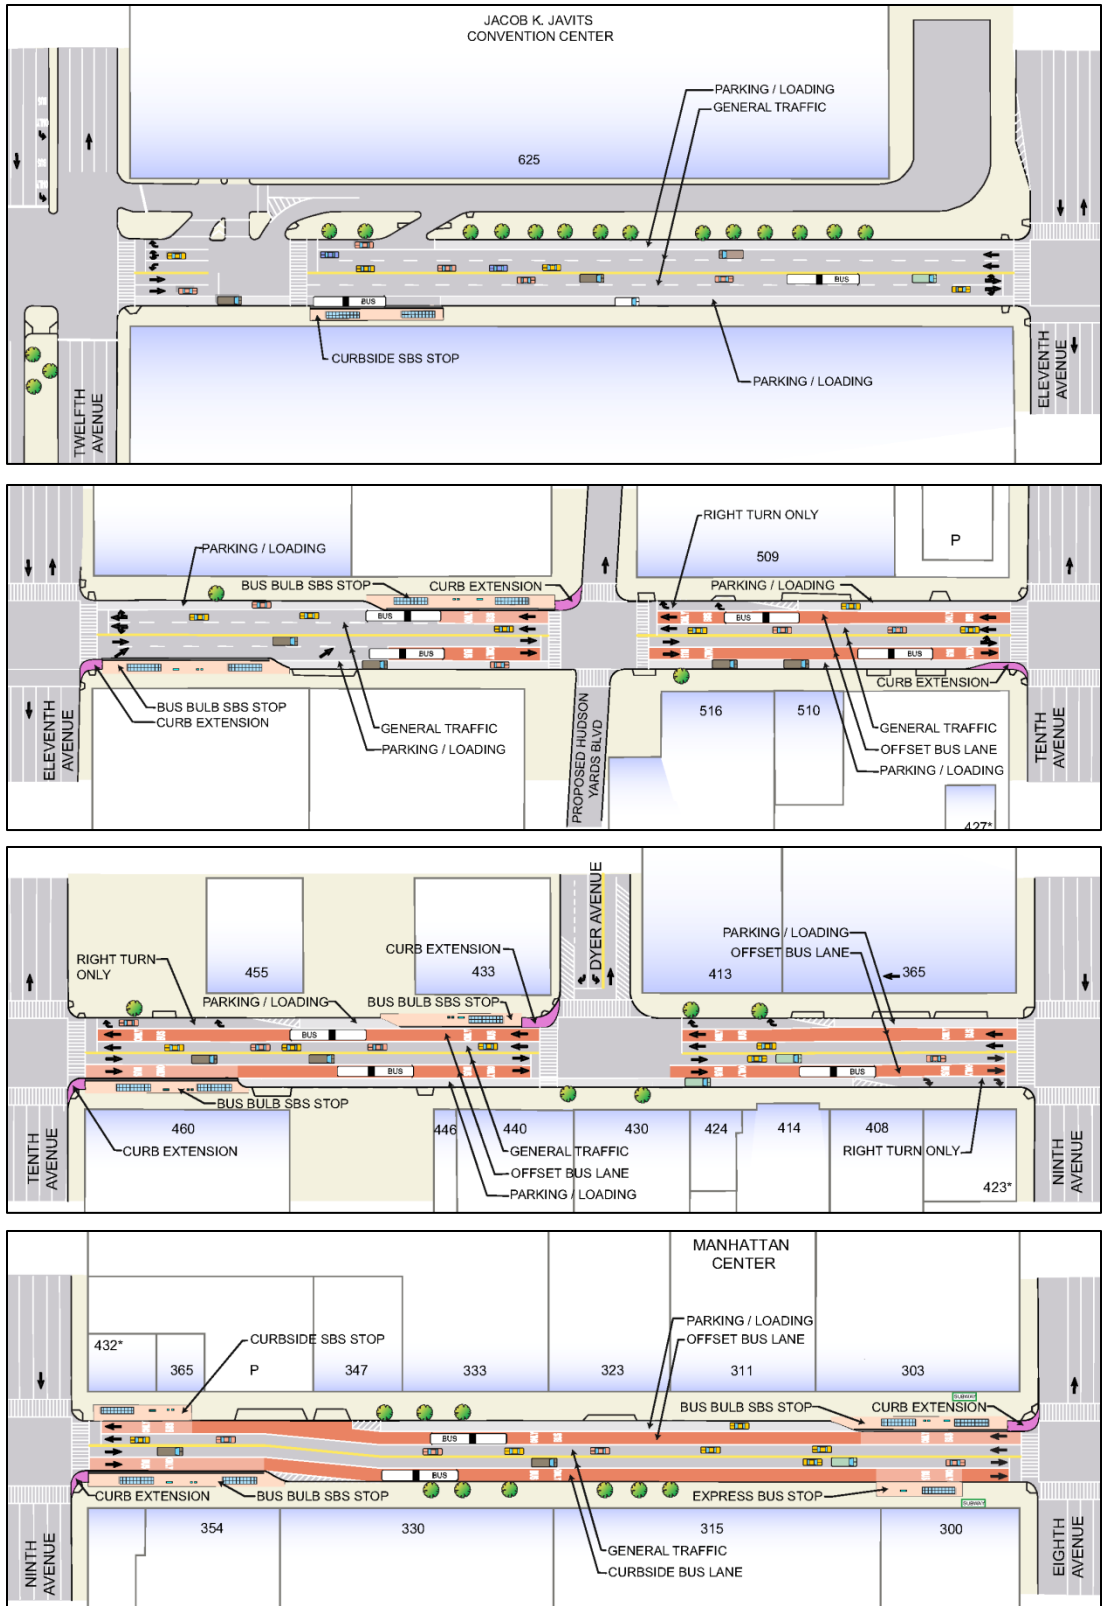 JACOB K. JAVITS
CONVENTION CENTER
PARKING / LOADING
GENERAL TRAFFIC
625
BUS
BUS
CURBSIDE SBS STOP
PARKING / LOADING
TWELFTH
AVENUE
ELEVENTH
AVENUE
RIGHT TURN ONLY
P
PARKING / LOADING
509
BUS BULB SBS STOP
CURB EXTENSION
PARKING / LOADING
BUS
BUS
BUS
BUS
CURB EXTENSION
BUS BULB SBS STOP
CURB EXTENSION
GENERAL TRAFFIC
PARKING / LOADING
516
510
GENERAL TRAFFIC
OFFSET BUS LANE
PARKING / LOADING
ELEVENTH
AVENUE
PROPOSED HUDSON
YARDS BLVD
TENTH
AVENUE
427*
DYER AVENUE
PARKING / LOADING
OFFSET BUS LANE
CURB EXTENSION
RIGHT TURN
ONLY
455
433
413
365
PARKING / LOADING
BUS BULB SBS STOP
BUS
BUS
BUS
BUS BULB SBS STOP
CURB EXTENSION
460
446
440
430
424
414
408
GENERAL TRAFFIC
OFFSET BUS LANE
PARKING / LOADING
RIGHT TURN ONLY
423*
TENTH
AVENUE
NINTH
AVENUE
MANHATTAN
CENTER
PARKING / LOADING
OFFSET BUS LANE
CURBSIDE SBS STOP
432*
365
P
347
333
323
311
303
SUBWAY
BUS BULB SBS STOP
CURB EXTENSION
BUS
BUS
CURB EXTENSION
BUS BULB SBS STOP
EXPRESS BUS STOP
SUBWAY
354
330
315
300
GENERAL TRAFFIC
CURBSIDE BUS LANE
NINTH
AVENUE
EIGHTH
AVENUE